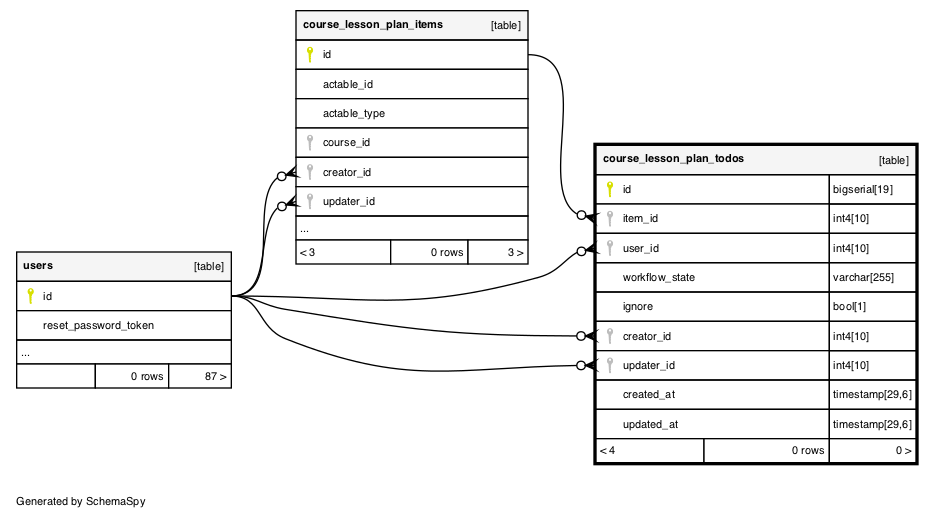 course_lesson_plan_items [table]
id
actable_id
actable_type
course_id
creator_id
updater_id
...
< 3 0 rows 3 >
course_lesson_plan_todos [table]
id bigserial[19]
item_id int4[10]
user_id int4[10]
workflow_state varchar[255]
ignore bool[1]
creator_id int4[10]
updater_id int4[10]
created_at timestamp[29,6]
updated_at timestamp[29,6]
< 4 0 rows 0 >
users [table]
id
reset_password_token
...
0 rows 87 >
Generated by SchemaSpy